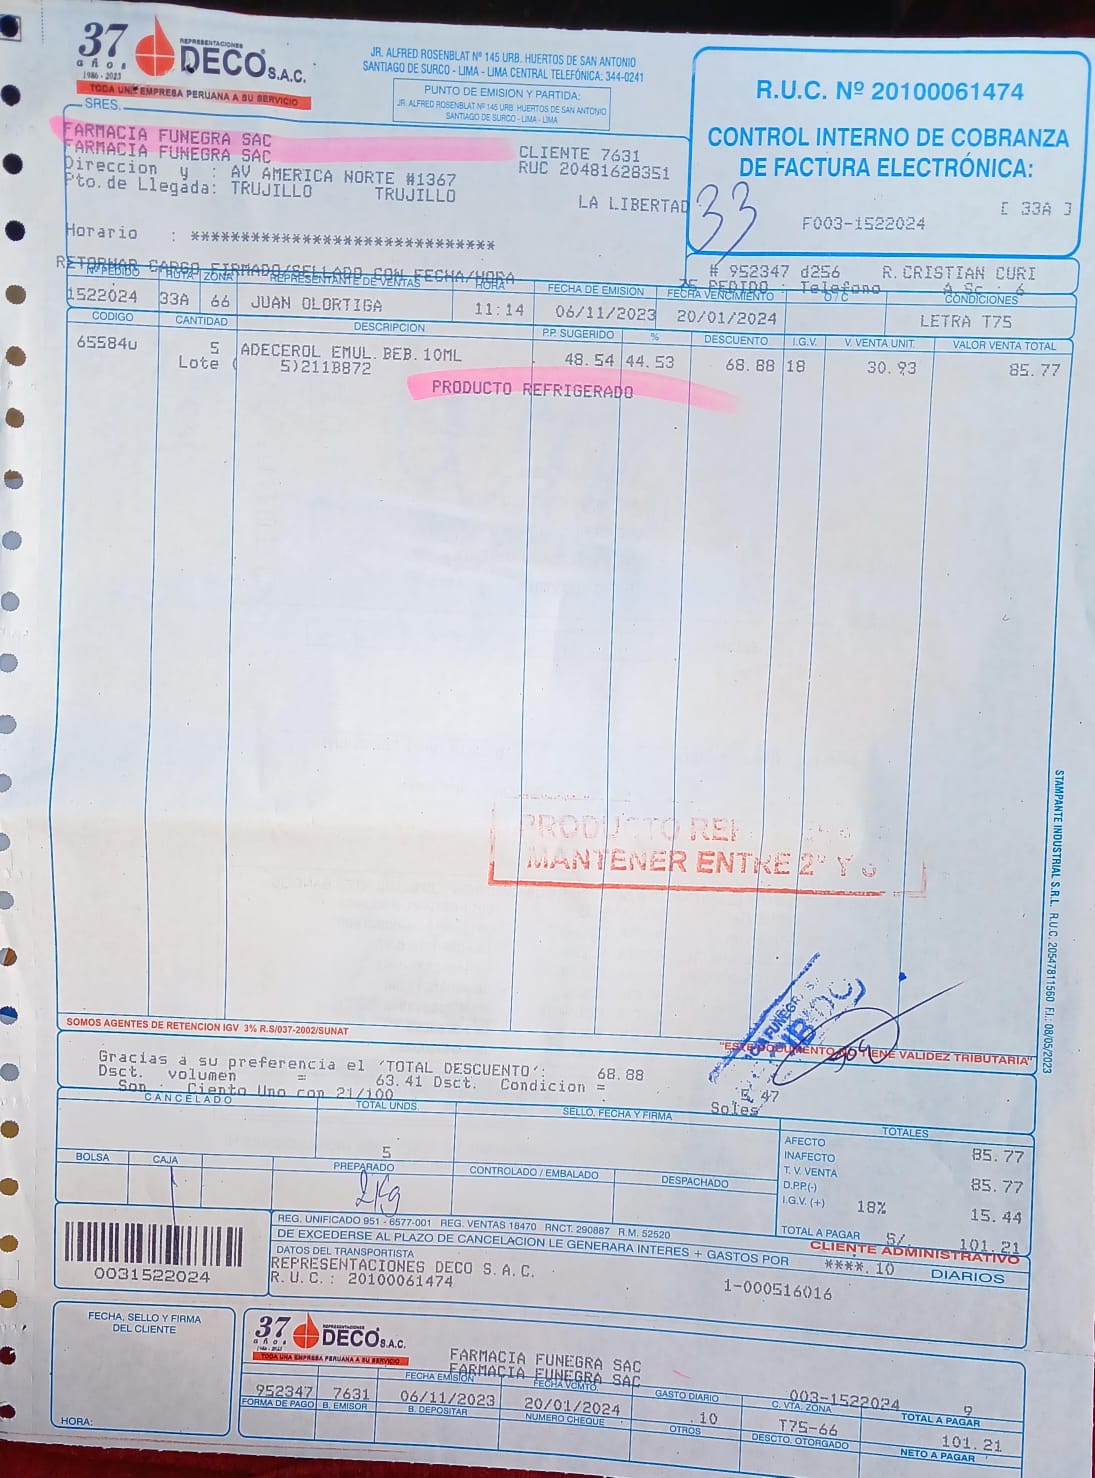 37 años
1986 - 2023
REPRESENTACIONES
DECO S.A.C.
TODA UNA EMPRESA PERUANA A SU SERVICIO
JR. ALFRED ROSENBLAT Nº 145 URB. HUERTOS DE SAN ANTONIO
SANTIAGO DE SURCO - LIMA - LIMA CENTRAL TELEFÓNICA: 344-0241
PUNTO DE EMISION Y PARTIDA:
JR. ALFRED ROSENBLAT Nº 145 URB. HUERTOS DE SAN ANTONIO
SANTIAGO DE SURCO - LIMA - LIMA
R.U.C. Nº 20100061474
CONTROL INTERNO DE COBRANZA
DE FACTURA ELECTRÓNICA:
[ 33A ]
33
F003-1522024
SRES.
FARMACIA FUNEGRA SAC
FARMACIA FUNEGRA SAC
CLIENTE 7631
RUC 20481628351
Direccion y : AV AMERICA NORTE #1367
Pto.de Llegada: TRUJILLO TRUJILLO LA LIBERTAD
Horario : *****************************
RETORNAR CARGO FIRMADO/SELLADO CON FECHA/HORA
# 952347 d256 R.CRISTIAN CURI
75 PEDIDO : Telefono A.Sc : 6
Nº PEDIDO RUTA ZONA REPRESENTANTE DE VENTAS HORA FECHA DE EMISION FECHA VENCIMIENTO O/C CONDICIONES
1522024 33A 66 JUAN OLORTIGA 11:14 06/11/2023 20/01/2024 LETRA T75
CODIGO CANTIDAD DESCRIPCION P.P. SUGERIDO % DESCUENTO I.G.V. V. VENTA UNIT. VALOR VENTA TOTAL
65584u 5 ADECEROL EMUL. BEB. 10ML 48.54 44.53 68.88 18 30.93 85.77
Lote ( 5)211B872
PRODUCTO REFRIGERADO
PRODUCTO REF
MANTENER ENTRE 2° Y
STAMPANTE INDUSTRIAL S.R.L. R.U.C. 20547811560 F.I.: 08/05/2023
SOMOS AGENTES DE RETENCION IGV 3% R.S/037-2002/SUNAT
"ESTE DOCUMENTO NO TIENE VALIDEZ TRIBUTARIA"
Gracias a su preferencia el 'TOTAL DESCUENTO': 68.88
Dsct. volumen = 63.41 Dsct. Condicion = 5.47
Son : Ciento Uno con 21/100 Soles
CANCELADO TOTAL UNDS. SELLO, FECHA Y FIRMA TOTALES
5
AFECTO 85.77
INAFECTO
T. V. VENTA 85.77
D.PP.(-)
I.G.V. (+) 18% 15.44
TOTAL A PAGAR S/. 101.21
BOLSA CAJA PREPARADO CONTROLADO / EMBALADO DESPACHADO
REG. UNIFICADO 951 - 6577-001 REG. VENTAS 18470 RNCT. 290887 R.M. 52520
DE EXCEDERSE AL PLAZO DE CANCELACION LE GENERARA INTERES + GASTOS POR CLIENTE ADMINISTRATIVO
****.10 DIARIOS
DATOS DEL TRANSPORTISTA
REPRESENTACIONES DECO S.A.C.
R.U.C.: 20100061474
1-000516016
0031522024
FECHA, SELLO Y FIRMA
DEL CLIENTE
HORA:
37 años
REPRESENTACIONES
DECO S.A.C.
TODA UNA EMPRESA PERUANA A SU SERVICIO
FARMACIA FUNEGRA SAC
FARMACIA FUNEGRA SAC
FECHA EMISIÓN FECHA VCMTO. GASTO DIARIO C. VTA. ZONA TOTAL A PAGAR
003-1522024 9
952347 7631 06/11/2023 20/01/2024 .10 T75-66 101.21
FORMA DE PAGO B. EMISOR B. DEPOSITAR NUMERO CHEQUE OTROS DESCTO. OTORGADO NETO A PAGAR